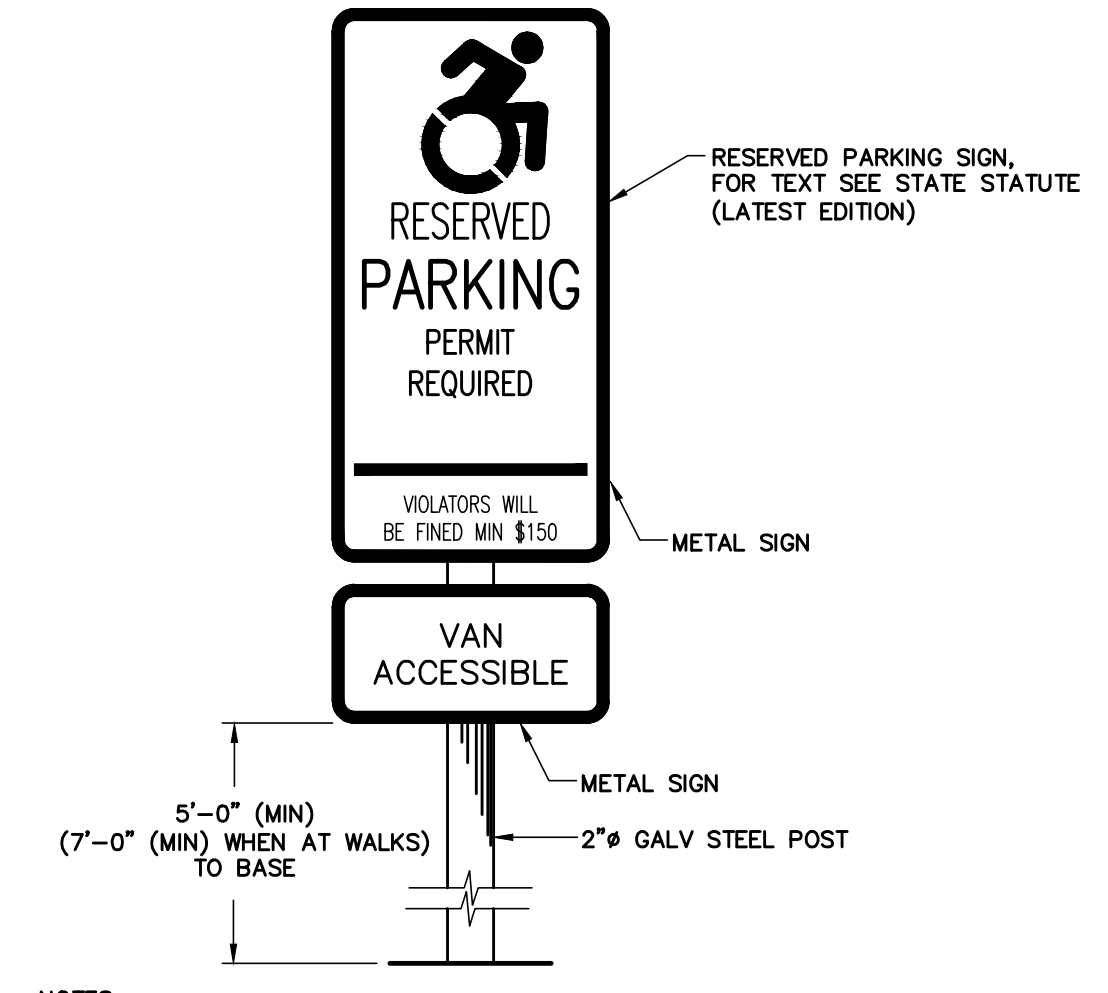 RESERVED
PARKING
PERMIT
REQUIRED
VIOLATORS WILL
BE FINED MIN $150
VAN
ACCESSIBLE
RESERVED PARKING SIGN,
FOR TEXT SEE STATE STATUTE
(LATEST EDITION)
METAL SIGN
METAL SIGN
2"ø GALV STEEL POST
5'-0" (MIN)
(7'-0" (MIN) WHEN AT WALKS)
TO BASE